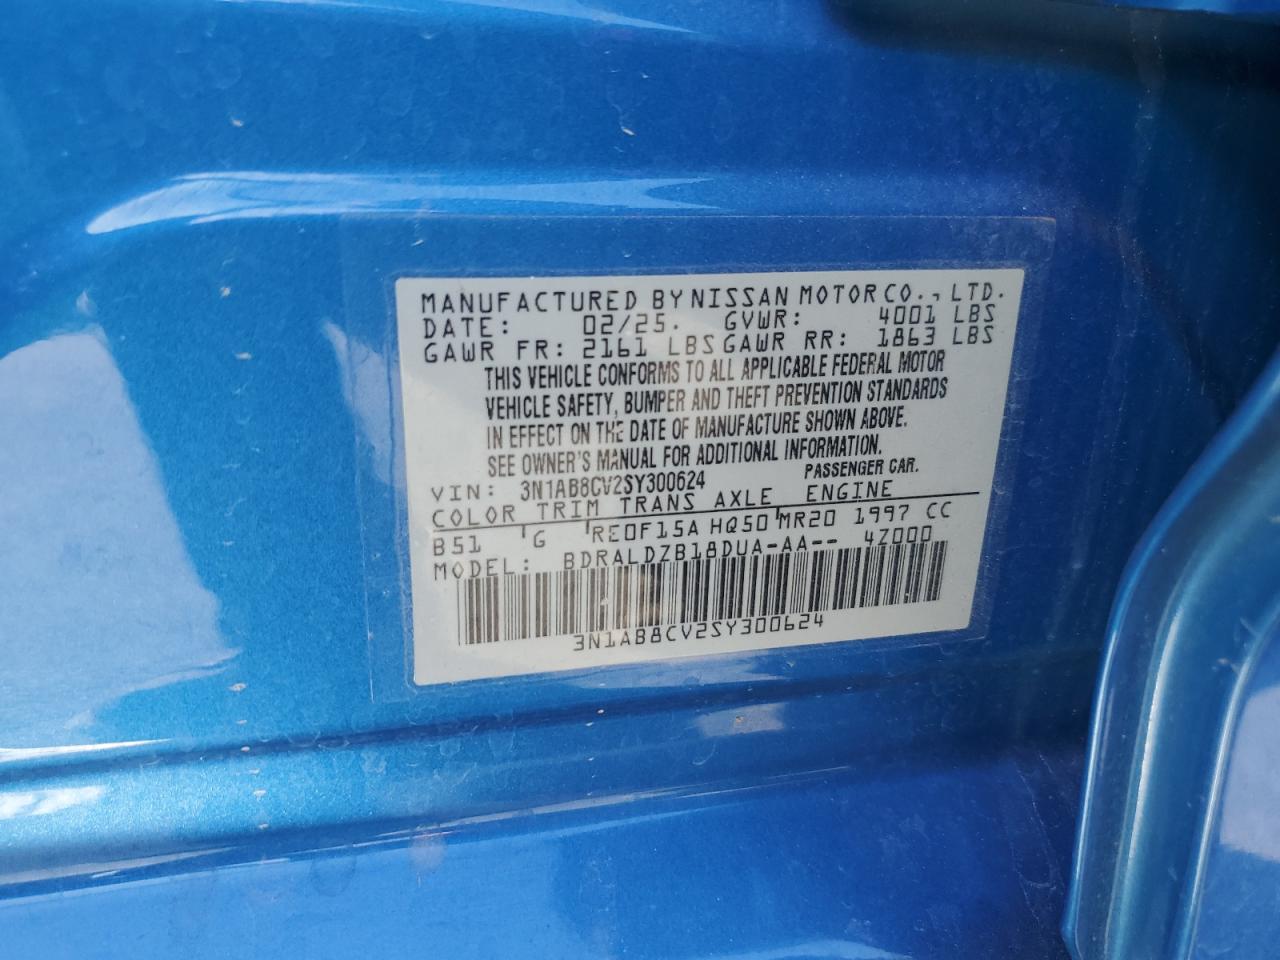 MANUFACTURED BY NISSAN MOTOR CO., LTD.
DATE: 02/25. GVWR: 4001 LBS
GAWR FR: 2161 LBS GAWR RR: 1863 LBS
THIS VEHICLE CONFORMS TO ALL APPLICABLE FEDERAL MOTOR
VEHICLE SAFETY, BUMPER AND THEFT PREVENTION STANDARDS
IN EFFECT ON THE DATE OF MANUFACTURE SHOWN ABOVE.
SEE OWNER'S MANUAL FOR ADDITIONAL INFORMATION.
VIN: 3N1AB8CV2SY300624 PASSENGER CAR.
COLOR TRIM TRANS AXLE ENGINE
B51 G RE0F15A HQ50 MR20 1997 CC
MODEL: BDRALDZB18DUA-AA-- 4Z000
3N1AB8CV2SY300624